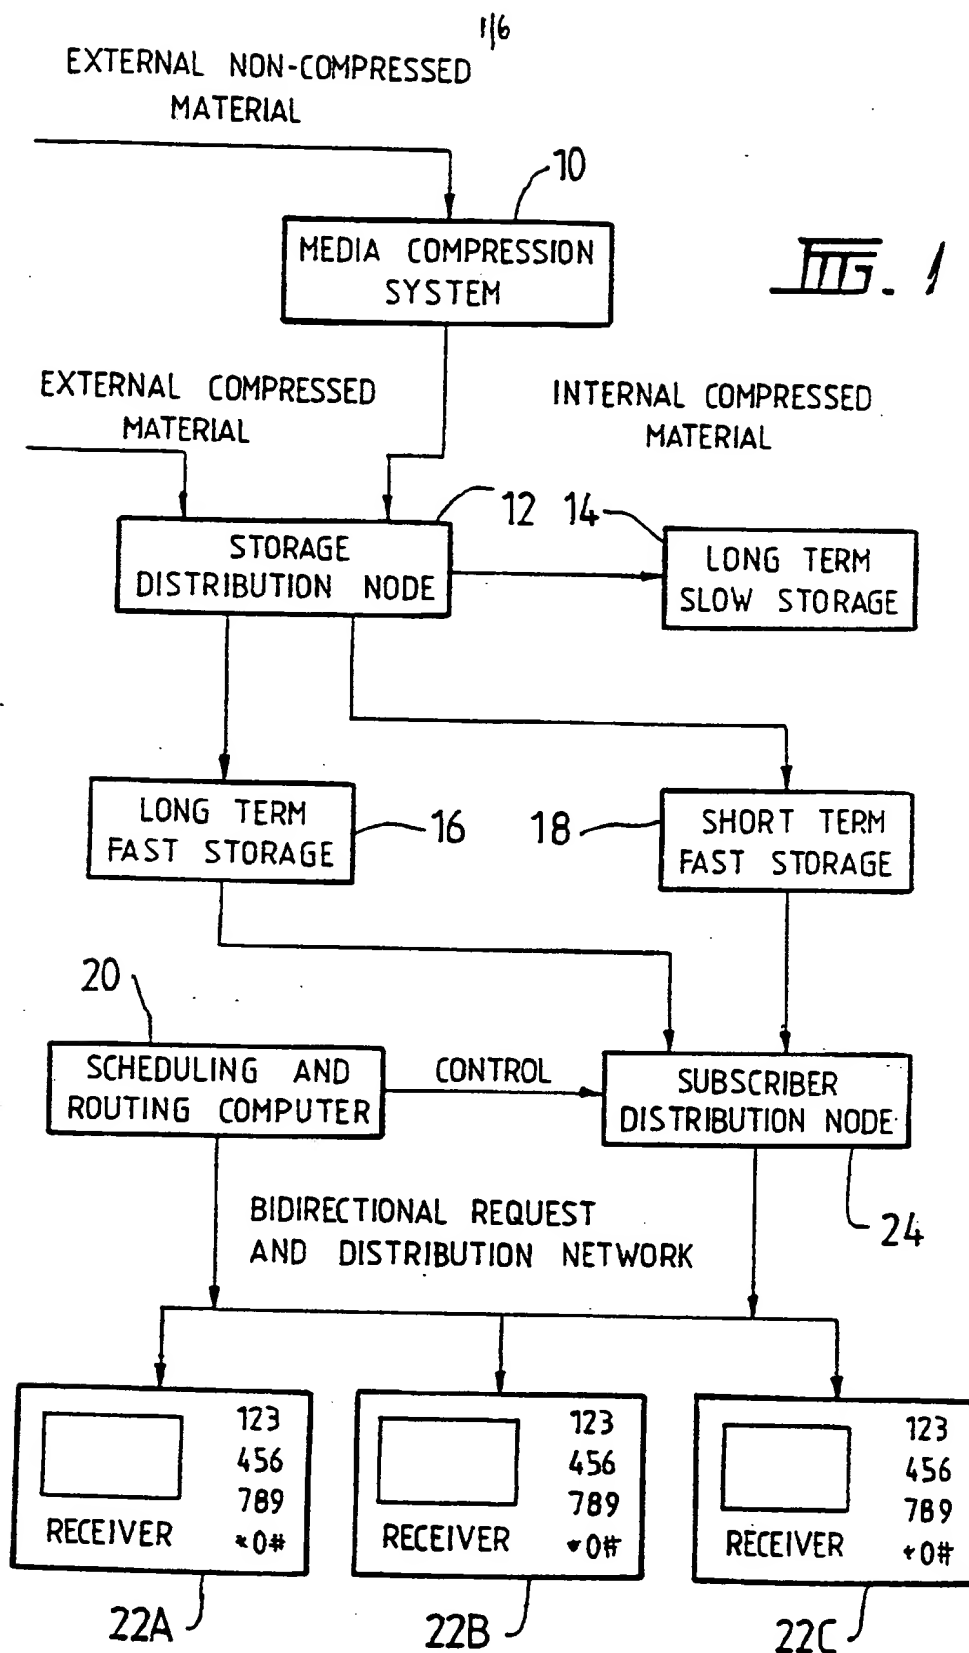 1/6
EXTERNAL NON-COMPRESSED
MATERIAL
10
MEDIA COMPRESSION
SYSTEM
FIG. 1
EXTERNAL COMPRESSED
MATERIAL
INTERNAL COMPRESSED
MATERIAL
12
14
STORAGE
DISTRIBUTION NODE
LONG TERM
SLOW STORAGE
LONG TERM
FAST STORAGE
16
18
SHORT TERM
FAST STORAGE
20
SCHEDULING AND
ROUTING COMPUTER
CONTROL
SUBSCRIBER
DISTRIBUTION NODE
24
BIDIRECTIONAL REQUEST
AND DISTRIBUTION NETWORK
123
456
789
*0#
RECEIVER
22A
123
456
789
*0#
RECEIVER
22B
123
456
789
*0#
RECEIVER
22C